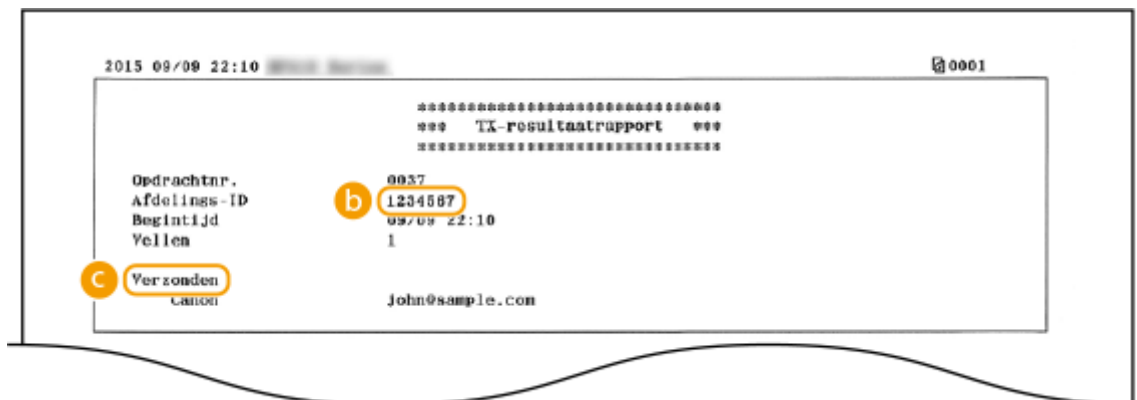 2015 09/09 22:10
0001
******************************
*** TX-resultaatrapport ***
******************************
Opdrachtnr. 0037
Afdelings-ID b 1234567
Begintijd 09/09 22:10
Vellen 1
C Verzonden
Canon john@sample.com